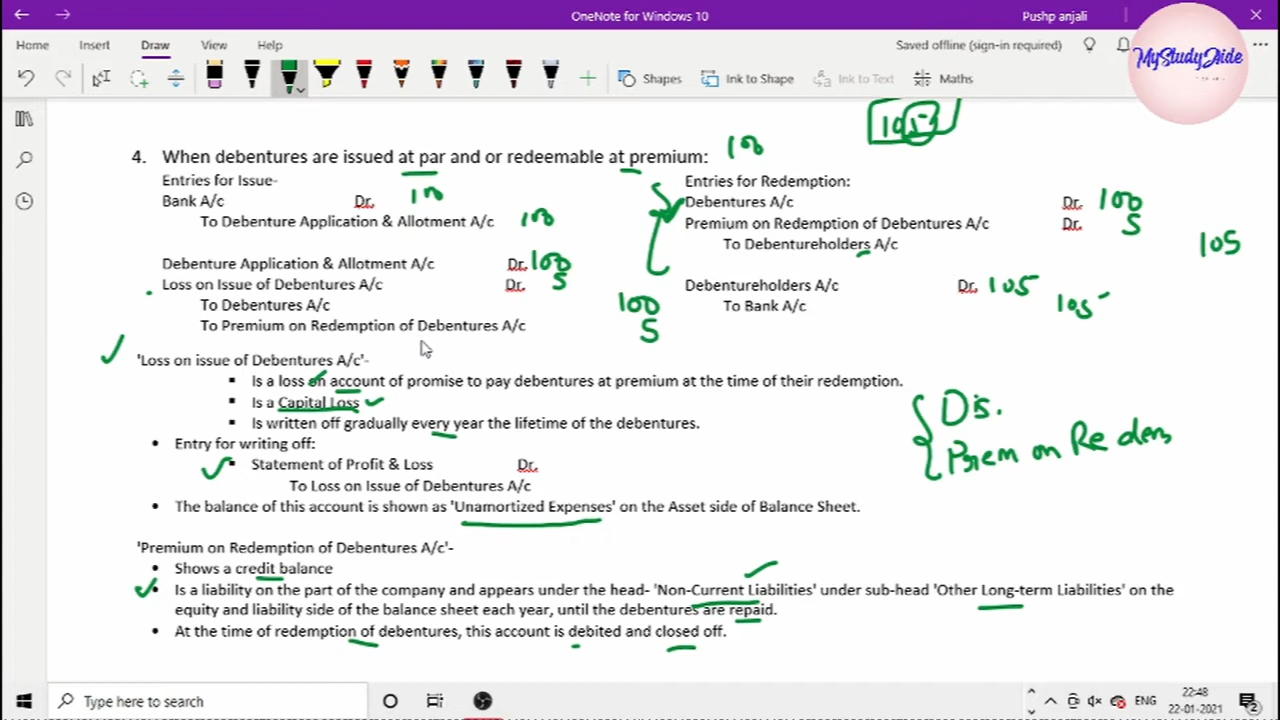 OneNote for Windows 10
Pushp anjali
Home Insert Draw View Help
Saved offline (sign-in required)
MyStudyAide
Shapes Ink to Shape Ink to Text Maths
105
4. When debentures are issued at par and or redeemable at premium: 100
Entries for Issue-
Bank A/c Dr. 100
To Debenture Application & Allotment A/c 100
Debenture Application & Allotment A/c Dr. 100
Loss on Issue of Debentures A/c Dr. 5
To Debentures A/c 100
To Premium on Redemption of Debentures A/c 5
Entries for Redemption:
Debentures A/c Dr. 100
Premium on Redemption of Debentures A/c Dr. 5
To Debentureholders A/c 105
Debentureholders A/c Dr. 105
To Bank A/c 105
'Loss on issue of Debentures A/c'-
▪ Is a loss on account of promise to pay debentures at premium at the time of their redemption.
▪ Is a Capital Loss
▪ Is written off gradually every year the lifetime of the debentures.
• Entry for writing off:
▪ Statement of Profit & Loss Dr.
To Loss on Issue of Debentures A/c
• The balance of this account is shown as 'Unamortized Expenses' on the Asset side of Balance Sheet.
Dis.
Prem on Redem
'Premium on Redemption of Debentures A/c'-
• Shows a credit balance
• Is a liability on the part of the company and appears under the head- 'Non-Current Liabilities' under sub-head 'Other Long-term Liabilities' on the
equity and liability side of the balance sheet each year, until the debentures are repaid.
• At the time of redemption of debentures, this account is debited and closed off.
Type here to search
ENG
22:48
22-01-2021
2